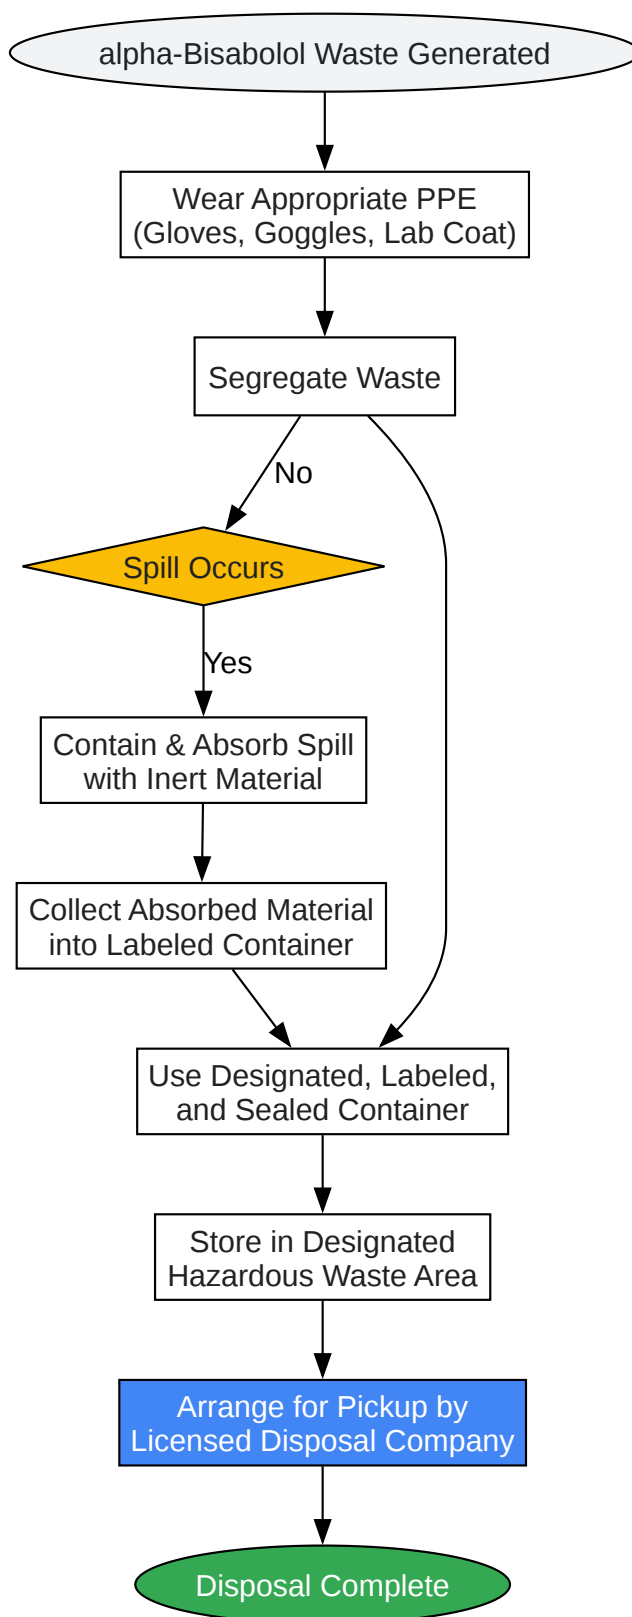 alpha-Bisabolol Waste Generated
Wear Appropriate PPE
(Gloves, Goggles, Lab Coat)
Segregate Waste
No
Spill Occurs
Yes
Contain & Absorb Spill
with Inert Material
Collect Absorbed Material
into Labeled Container
Use Designated, Labeled,
and Sealed Container
Store in Designated
Hazardous Waste Area
Arrange for Pickup by
Licensed Disposal Company
Disposal Complete